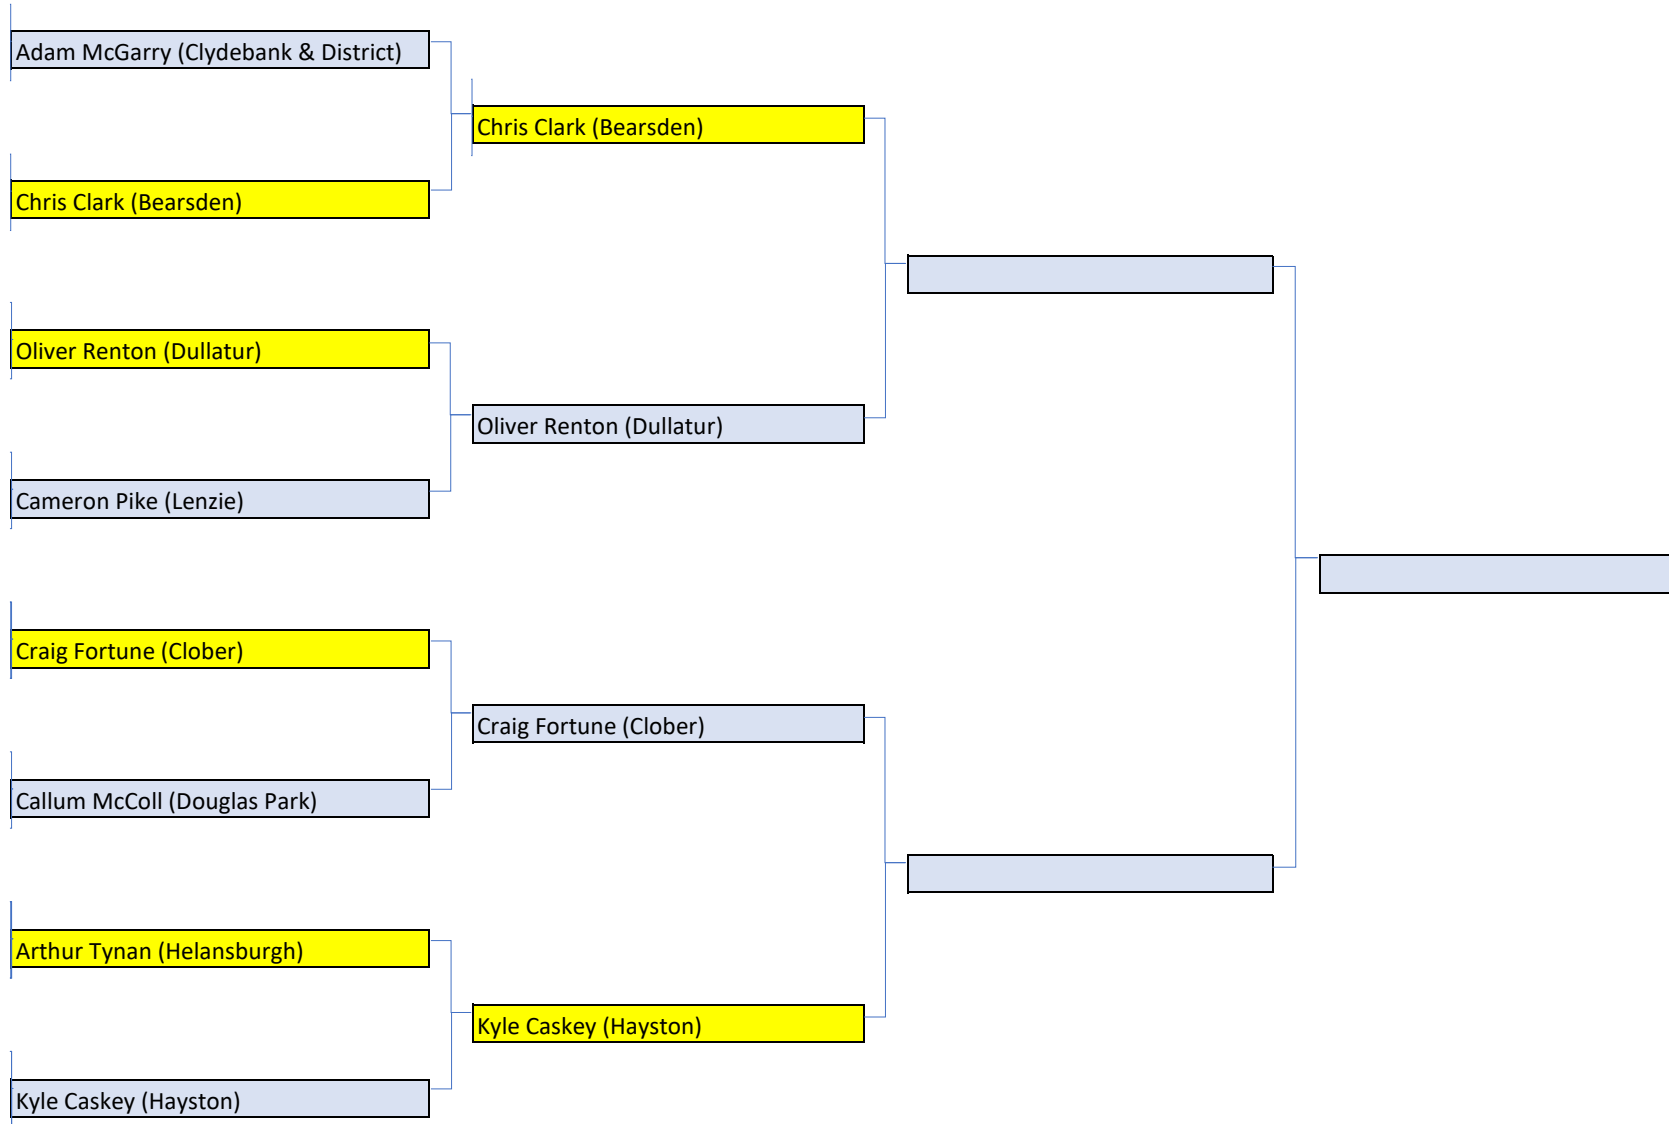 Adam McGarry (Clydebank & District)
Chris Clark (Bearsden)
Chris Clark (Bearsden)
Oliver Renton (Dullatur)
Oliver Renton (Dullatur)
Cameron Pike (Lenzie)
Craig Fortune (Clober)
Craig Fortune (Clober)
Callum McColl (Douglas Park)
Arthur Tynan (Helansburgh)
Kyle Caskey (Hayston)
Kyle Caskey (Hayston)